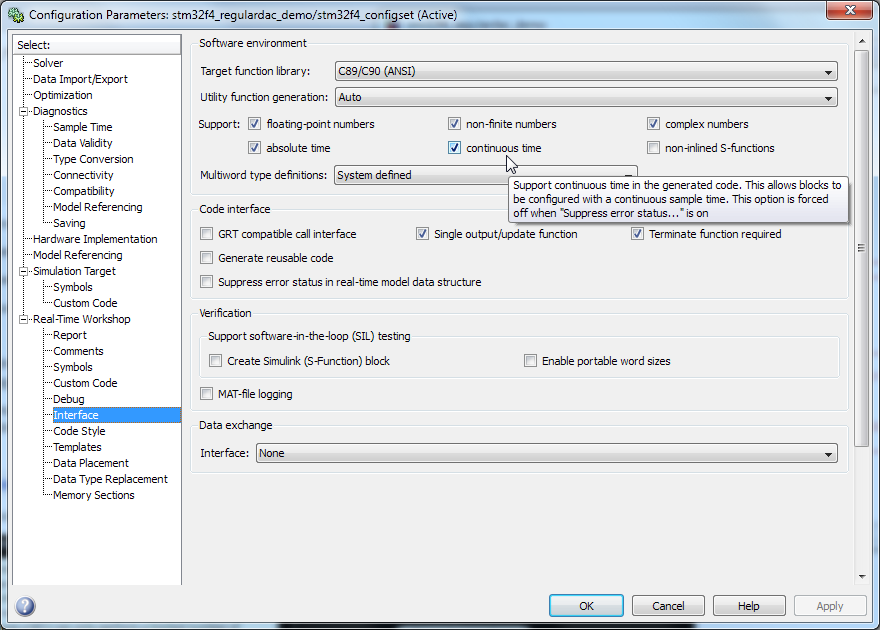 Configuration Parameters: stm32f4_regulardac_demo/stm32f4_configset (Active)
Select:
Solver
Data Import/Export
Optimization
Diagnostics
Sample Time
Data Validity
Type Conversion
Connectivity
Compatibility
Model Referencing
Saving
Hardware Implementation
Model Referencing
Simulation Target
Symbols
Custom Code
Real-Time Workshop
Report
Comments
Symbols
Custom Code
Debug
Interface
Code Style
Templates
Data Placement
Data Type Replacement
Memory Sections
Software environment
Target function library: C89/C90 (ANSI)
Utility function generation: Auto
Support: floating-point numbers non-finite numbers complex numbers
absolute time continuous time non-inlined S-functions
Multiword type definitions: System defined
Support continuous time in the generated code. This allows blocks to
be configured with a continuous sample time. This option is forced
off when "Suppress error status..." is on
Code interface
GRT compatible call interface Single output/update function Terminate function required
Generate reusable code
Suppress error status in real-time model data structure
Verification
Support software-in-the-loop (SIL) testing
Create Simulink (S-Function) block Enable portable word sizes
MAT-file logging
Data exchange
Interface: None
? OK Cancel Help Apply